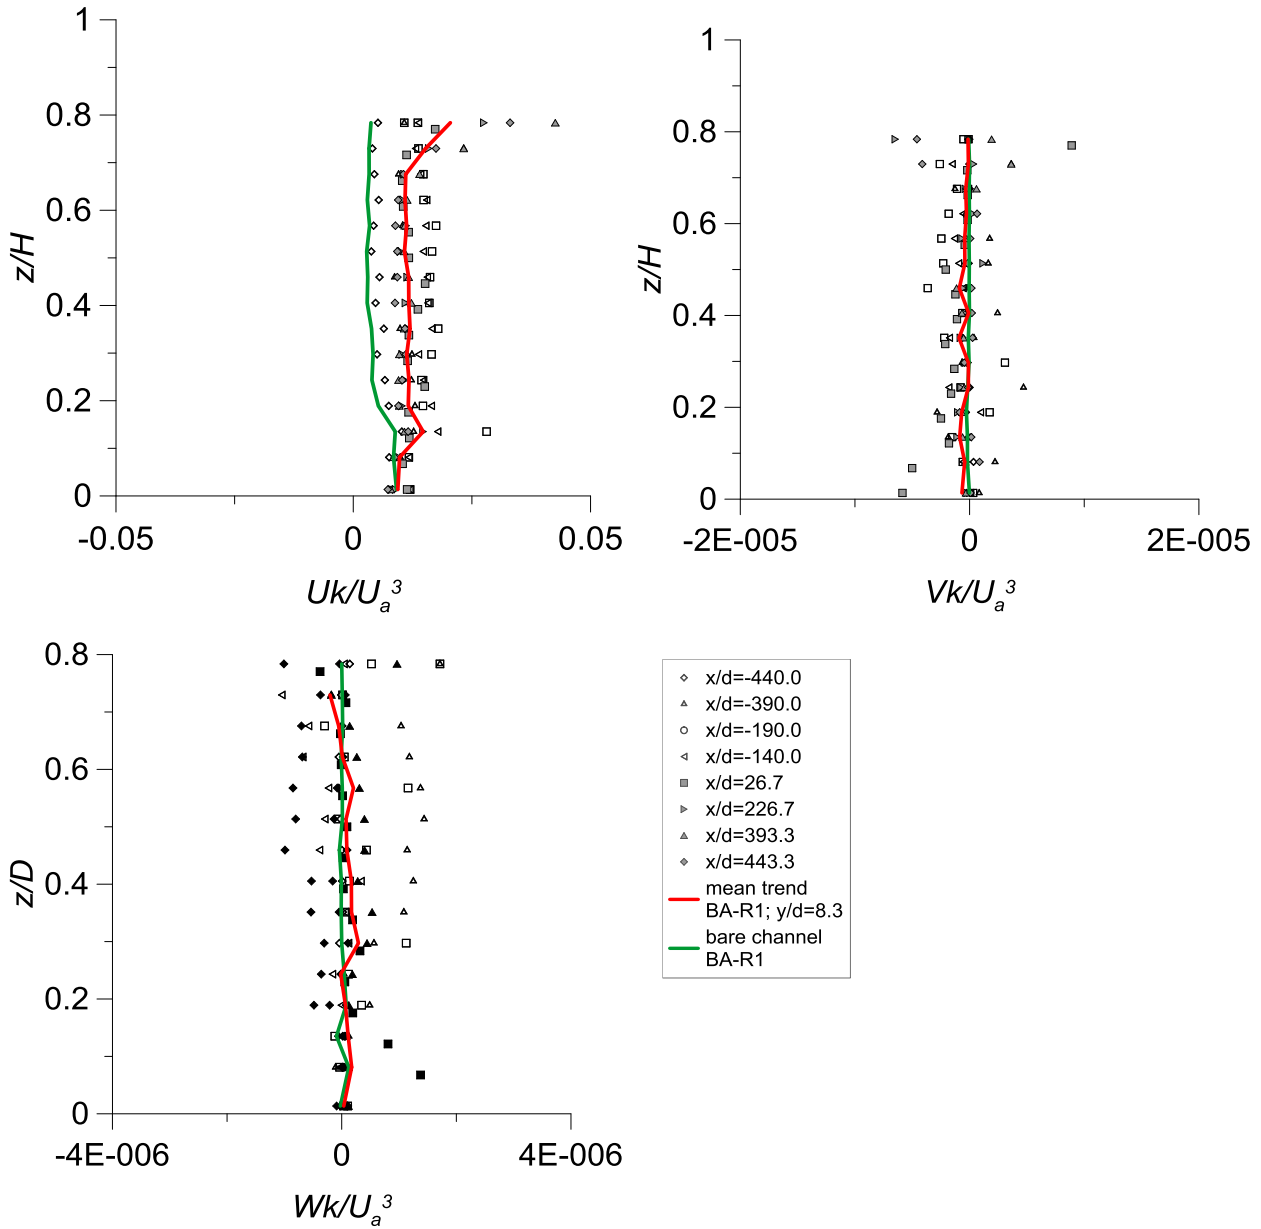 1
0.8
0.6
0.4
0.2
0
z/H
-0.05
0
0.05
Uk/Uₐ³
1
0.8
0.6
0.4
0.2
0
z/H
-2E-005
0
2E-005
Vk/Uₐ³
0.8
0.6
0.4
0.2
0
z/D
-4E-006
0
4E-006
Wk/Uₐ³
x/d=-440.0
x/d=-390.0
x/d=-190.0
x/d=-140.0
x/d=26.7
x/d=226.7
x/d=393.3
x/d=443.3
mean trend
BA-R1; y/d=8.3
bare channel
BA-R1